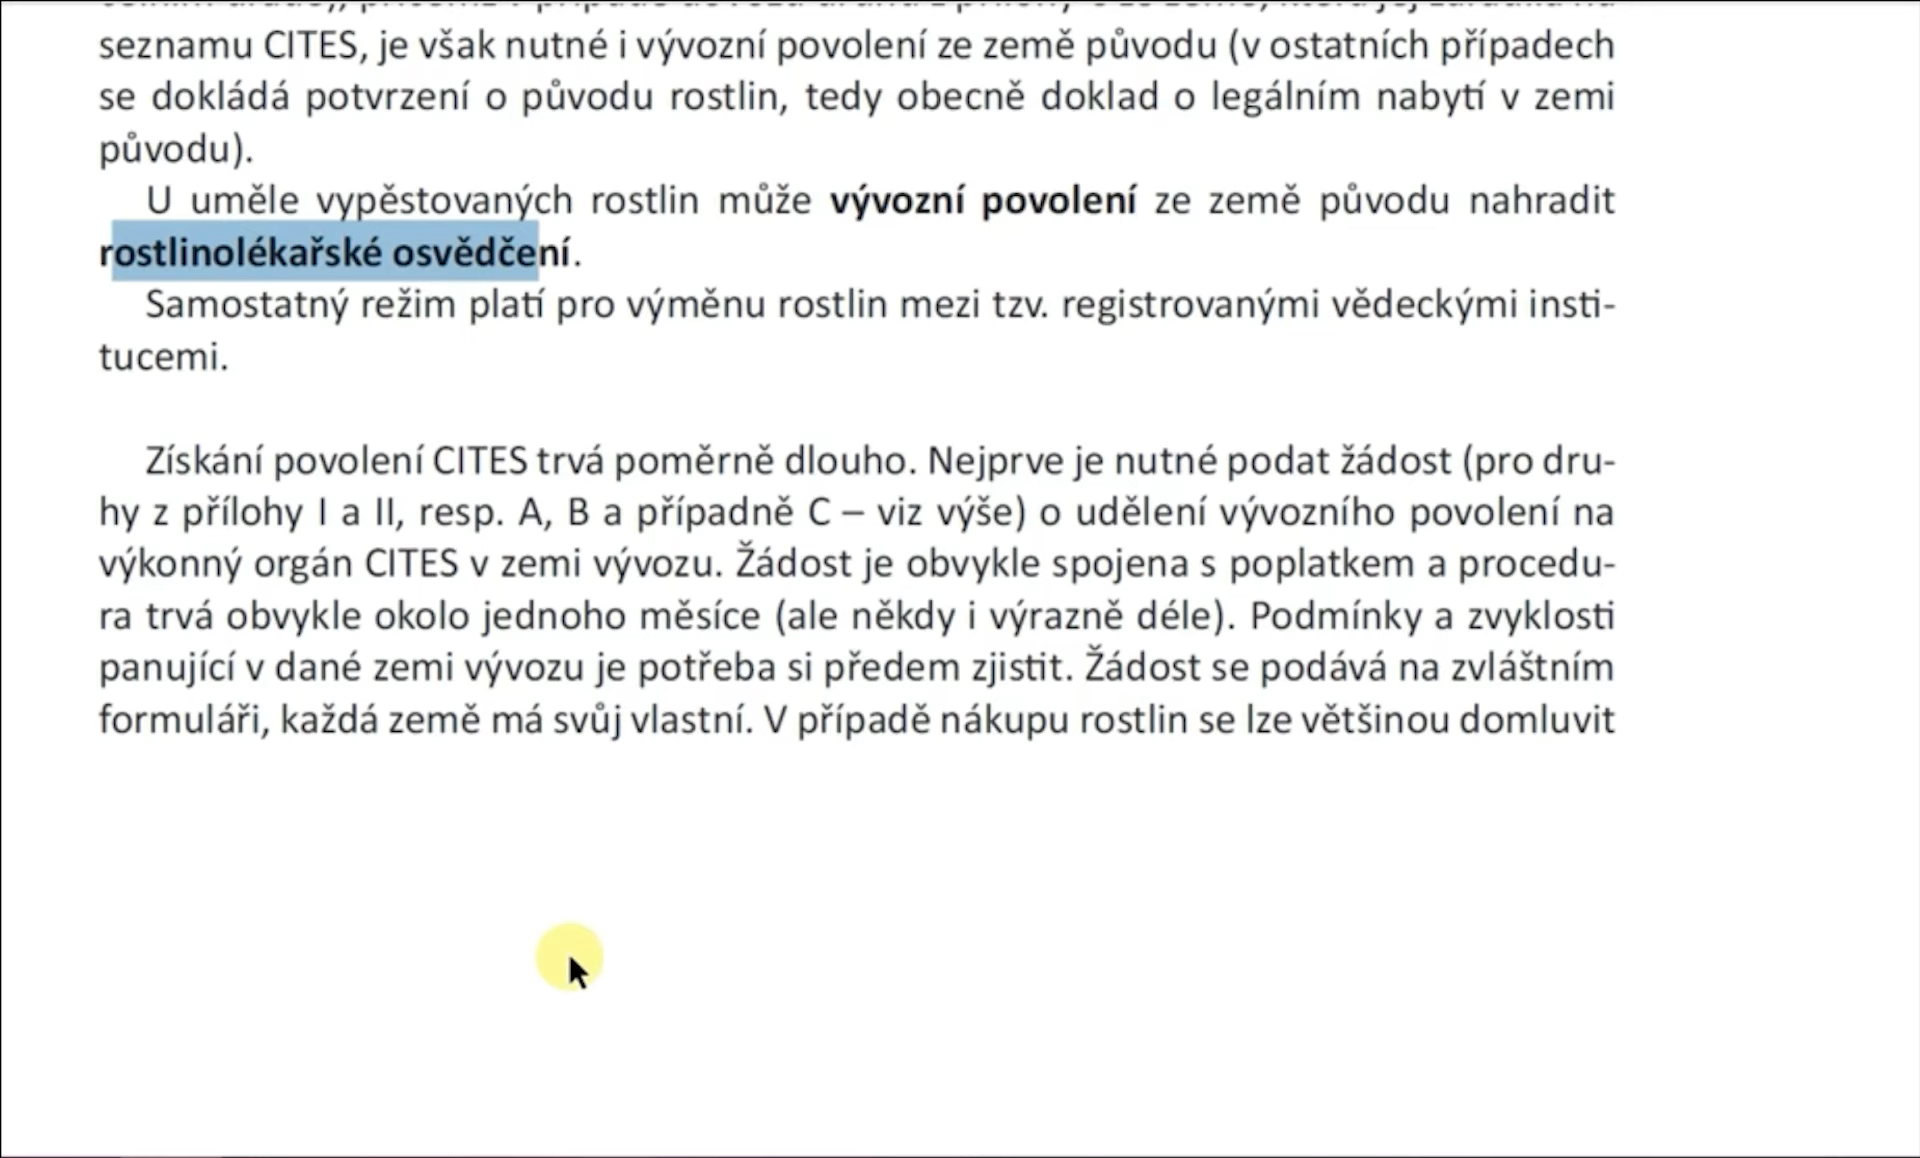 seznamu CITES, je však nutné i vývozní povolení ze země původu (v ostatních případech
se dokládá potvrzení o původu rostlin, tedy obecně doklad o legálním nabytí v zemi
původu).
U uměle vypěstovaných rostlin může vývozní povolení ze země původu nahradit
rostlinolékařské osvědčení.
Samostatný režim platí pro výměnu rostlin mezi tzv. registrovanými vědeckými insti-
tucemi.
Získání povolení CITES trvá poměrně dlouho. Nejprve je nutné podat žádost (pro dru-
hy z přílohy I a II, resp. A, B a případně C – viz výše) o udělení vývozního povolení na
výkonný orgán CITES v zemi vývozu. Žádost je obvykle spojena s poplatkem a procedu-
ra trvá obvykle okolo jednoho měsíce (ale někdy i výrazně déle). Podmínky a zvyklosti
panující v dané zemi vývozu je potřeba si předem zjistit. Žádost se podává na zvláštním
formuláři, každá země má svůj vlastní. V případě nákupu rostlin se lze většinou domluvit